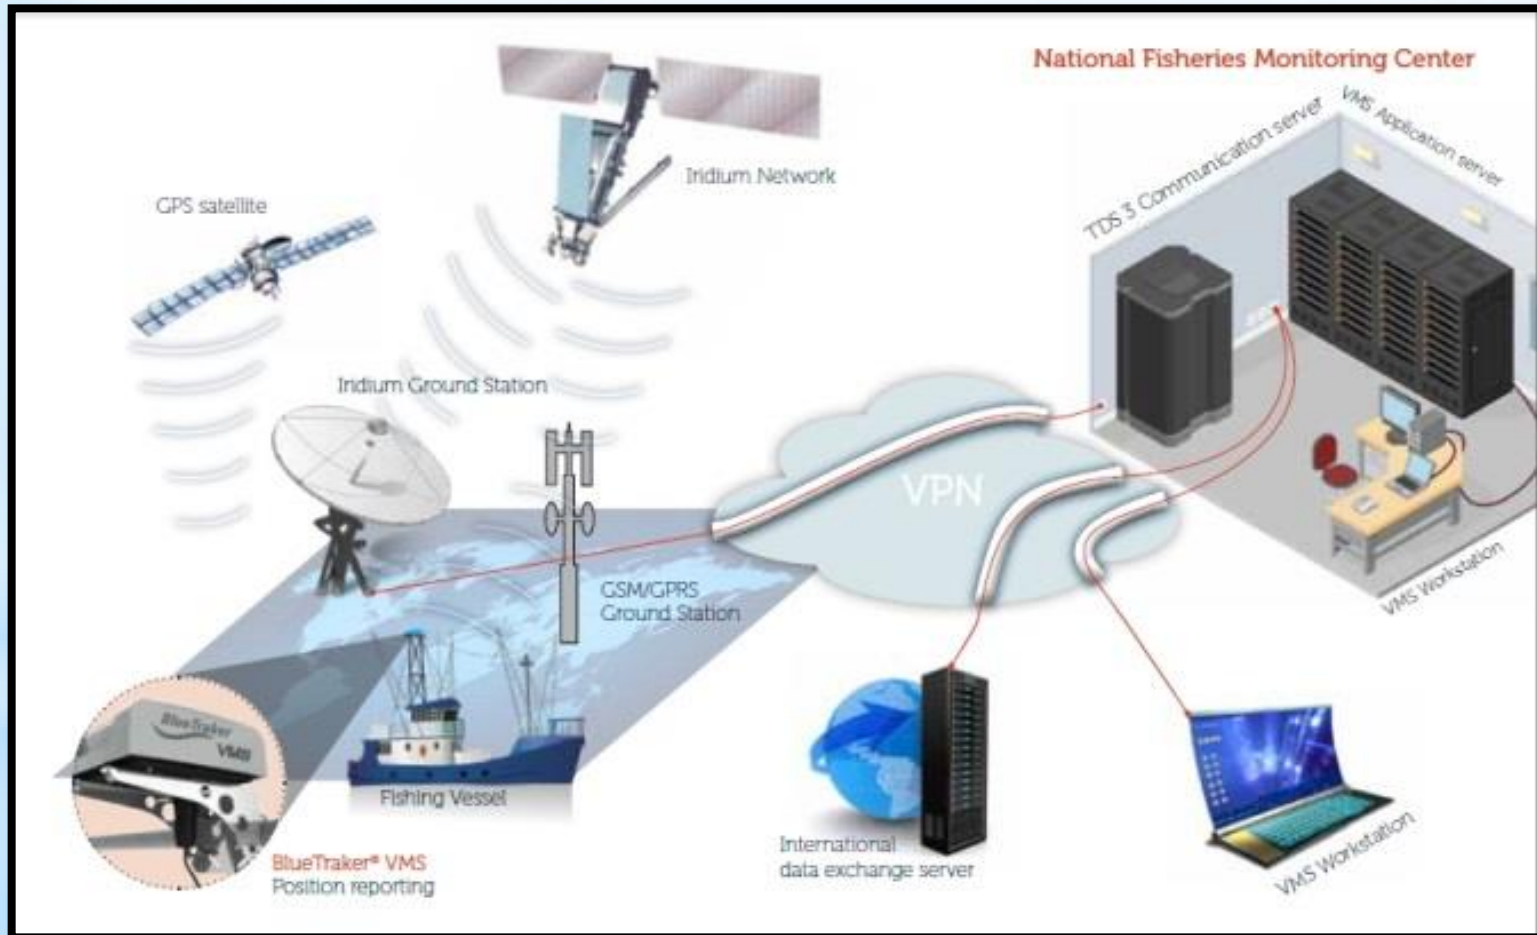 National Fisheries Monitoring Center
TDS 3 Communication server
VMS Application server
Iridium Network
GPS satellite
Iridium Ground Station
VPN
GSM/GPRS
Ground Station
VMS Workstation
BlueTraker
VMS
Fishing Vessel
BlueTraker® VMS
Position reporting
International
data exchange server
VMS Workstation